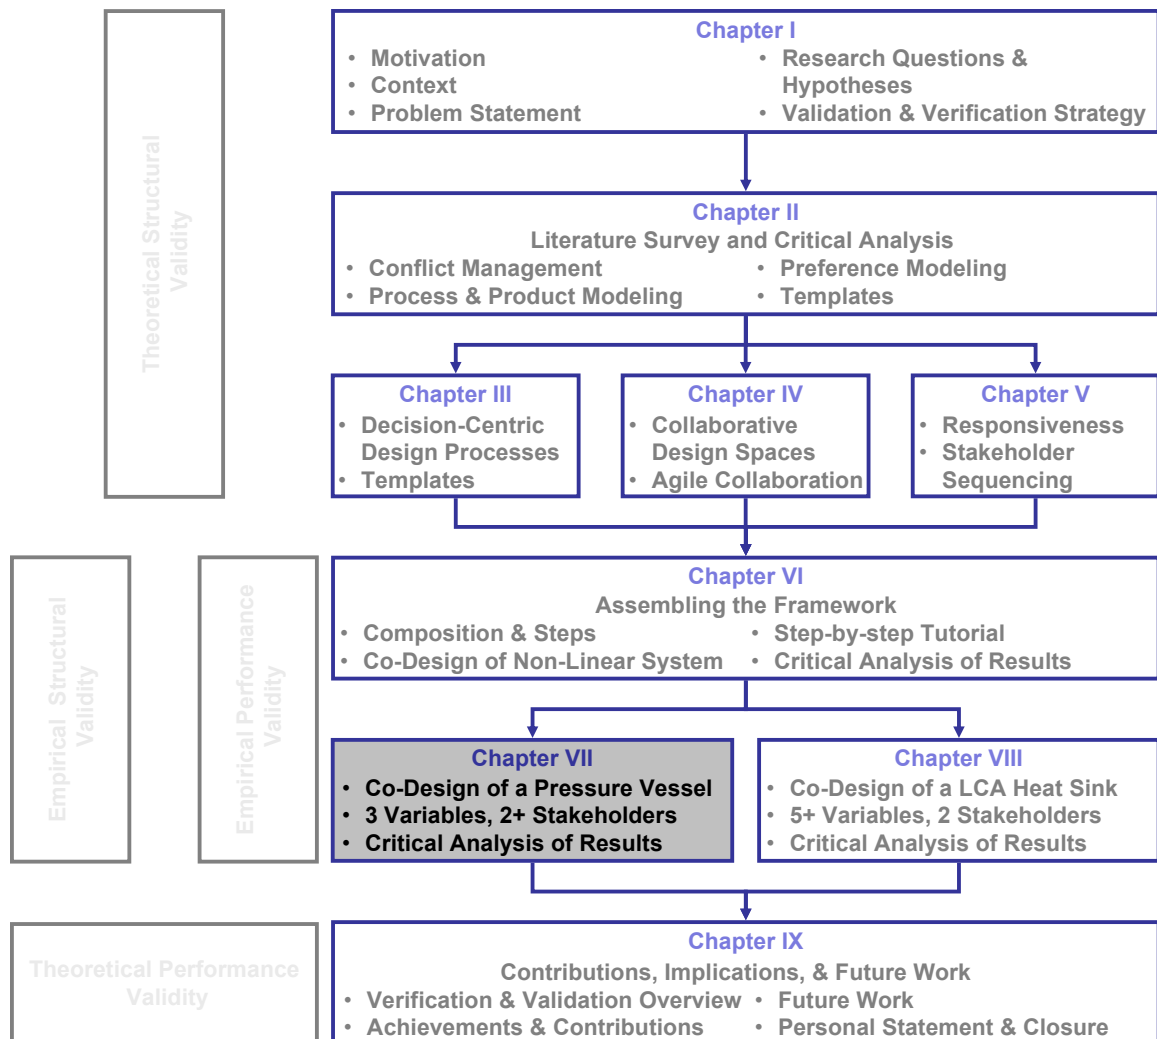 Chapter I
• Motivation
• Context
• Problem Statement
• Research Questions &
Hypotheses
• Validation & Verification Strategy
Theoretical Structural
Validity
Chapter II
Literature Survey and Critical Analysis
• Conflict Management
• Process & Product Modeling
• Preference Modeling
• Templates
Chapter III
• Decision-Centric
Design Processes
• Templates
Chapter IV
• Collaborative
Design Spaces
• Agile Collaboration
Chapter V
• Responsiveness
• Stakeholder
Sequencing
Empirical Structural
Validity
Empirical Performance
Validity
Chapter VI
Assembling the Framework
• Composition & Steps
• Co-Design of Non-Linear System
• Step-by-step Tutorial
• Critical Analysis of Results
Chapter VII
• Co-Design of a Pressure Vessel
• 3 Variables, 2+ Stakeholders
• Critical Analysis of Results
Chapter VIII
• Co-Design of a LCA Heat Sink
• 5+ Variables, 2 Stakeholders
• Critical Analysis of Results
Theoretical Performance
Validity
Chapter IX
Contributions, Implications, & Future Work
• Verification & Validation Overview
• Achievements & Contributions
• Future Work
• Personal Statement & Closure